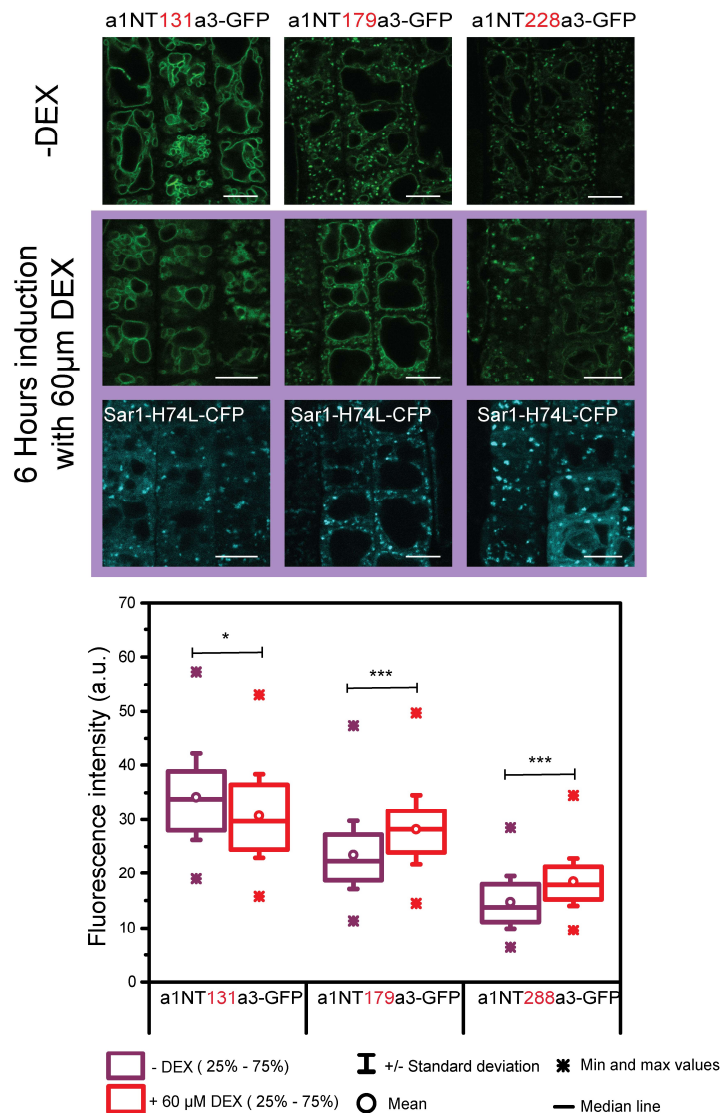 a1NT131a3-GFP a1NT179a3-GFP a1NT228a3-GFP
-DEX
6 Hours induction
with 60µm DEX
Sar1-H74L-CFP Sar1-H74L-CFP Sar1-H74L-CFP
Fluorescence intensity (a.u.)
70
60
50
40
30
20
10
0
* *** ***
a1NT131a3-GFP a1NT179a3-GFP a1NT288a3-GFP
- DEX ( 25% - 75%) +/- Standard deviation Min and max values
+ 60 µM DEX ( 25% - 75%) Mean Median line